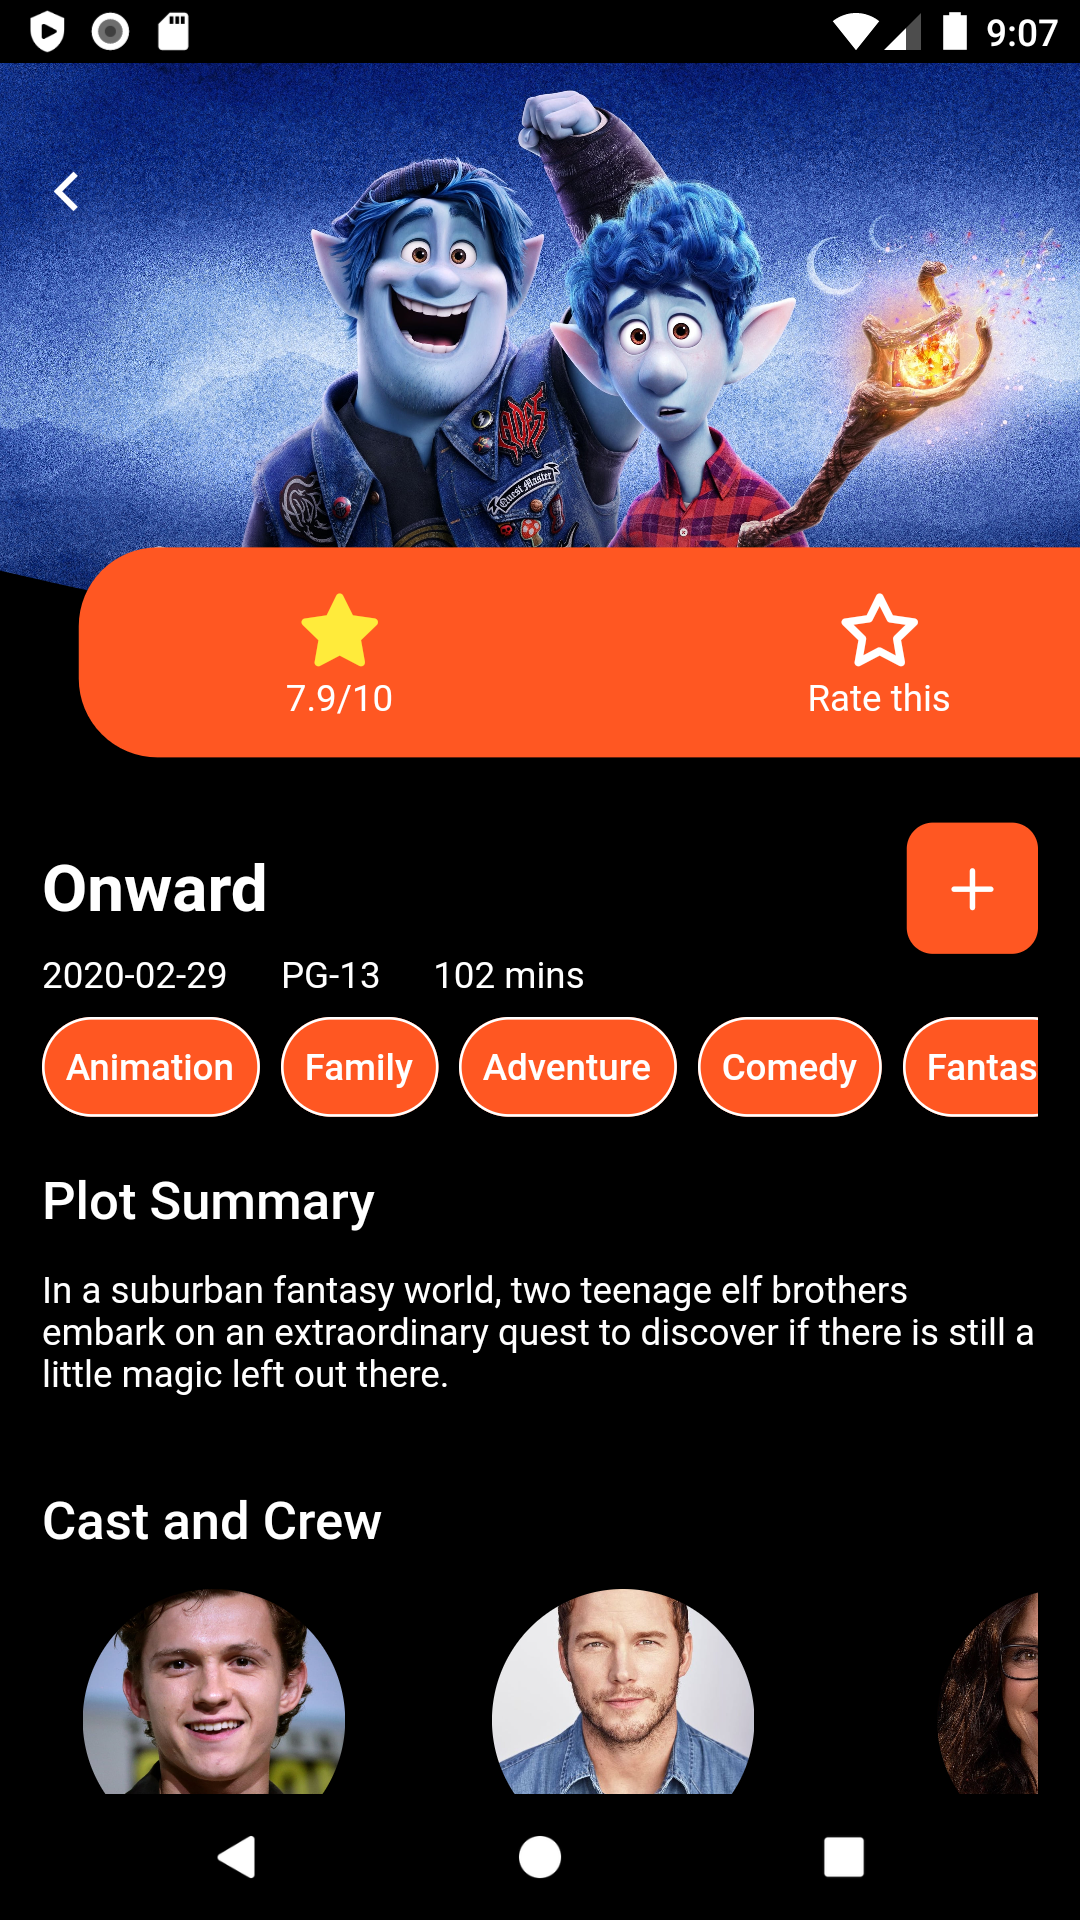 9:07
Quest Master
7.9/10
Rate this
Onward
2020-02-29 PG-13 102 mins
Animation Family Adventure Comedy Fantas
Plot Summary
In a suburban fantasy world, two teenage elf brothers
embark on an extraordinary quest to discover if there is still a
little magic left out there.
Cast and Crew